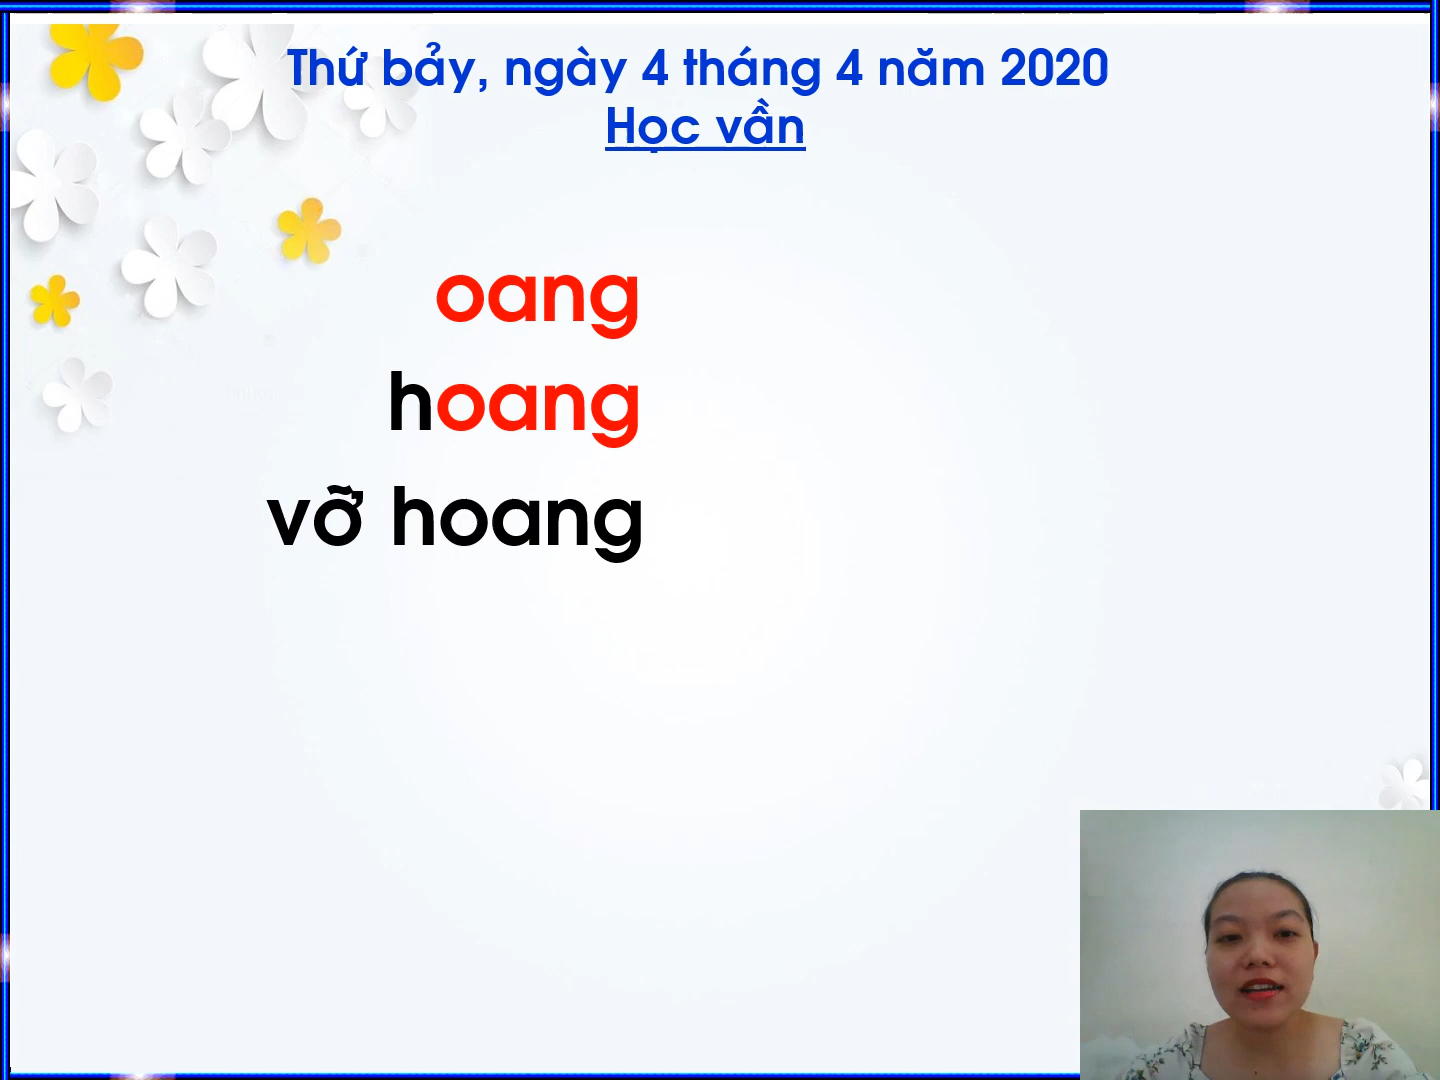 Thứ bảy, ngày 4 tháng 4 năm 2020
Học vần
oang
hoang
vỡ hoang